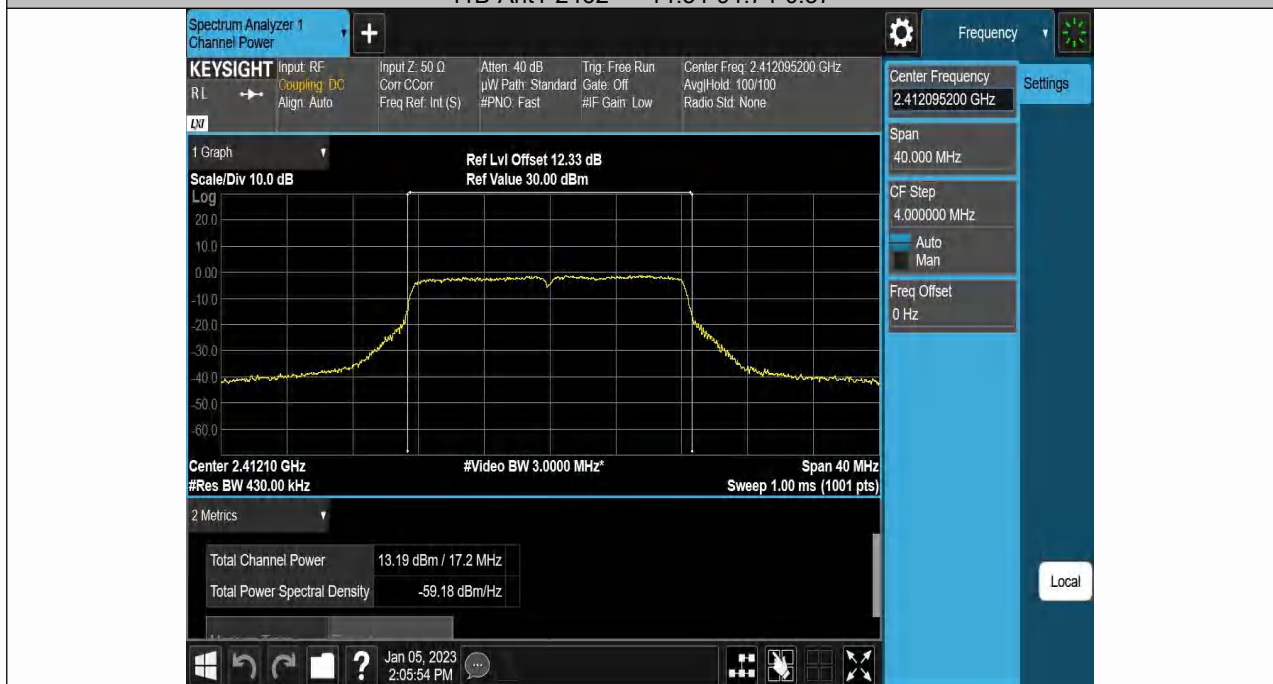 Spectrum Analyzer 1
Channel Power
Frequency
KEYSIGHT
RL
LXI
Input: RF
Coupling: DC
Align: Auto
Input Z: 50 Ω
Corr CCorr
Freq Ref: Int (S)
Atten: 40 dB
µW Path: Standard
#PNO: Fast
Trig: Free Run
Gate: Off
#IF Gain: Low
Center Freq: 2.412095200 GHz
Avg|Hold: 100/100
Radio Std: None
Center Frequency
2.412095200 GHz
Settings
Span
40.000 MHz
CF Step
4.000000 MHz
Auto
Man
Freq Offset
0 Hz
1 Graph
Ref Lvl Offset 12.33 dB
Scale/Div 10.0 dB
Ref Value 30.00 dBm
Log
20.0
10.0
0.00
-10.0
-20.0
-30.0
-40.0
-50.0
-60.0
Center 2.41210 GHz
#Video BW 3.0000 MHz*
Span 40 MHz
#Res BW 430.00 kHz
Sweep 1.00 ms (1001 pts)
2 Metrics
Total Channel Power
13.19 dBm / 17.2 MHz
Total Power Spectral Density
-59.18 dBm/Hz
Local
?
Jan 05, 2023
2:05:54 PM